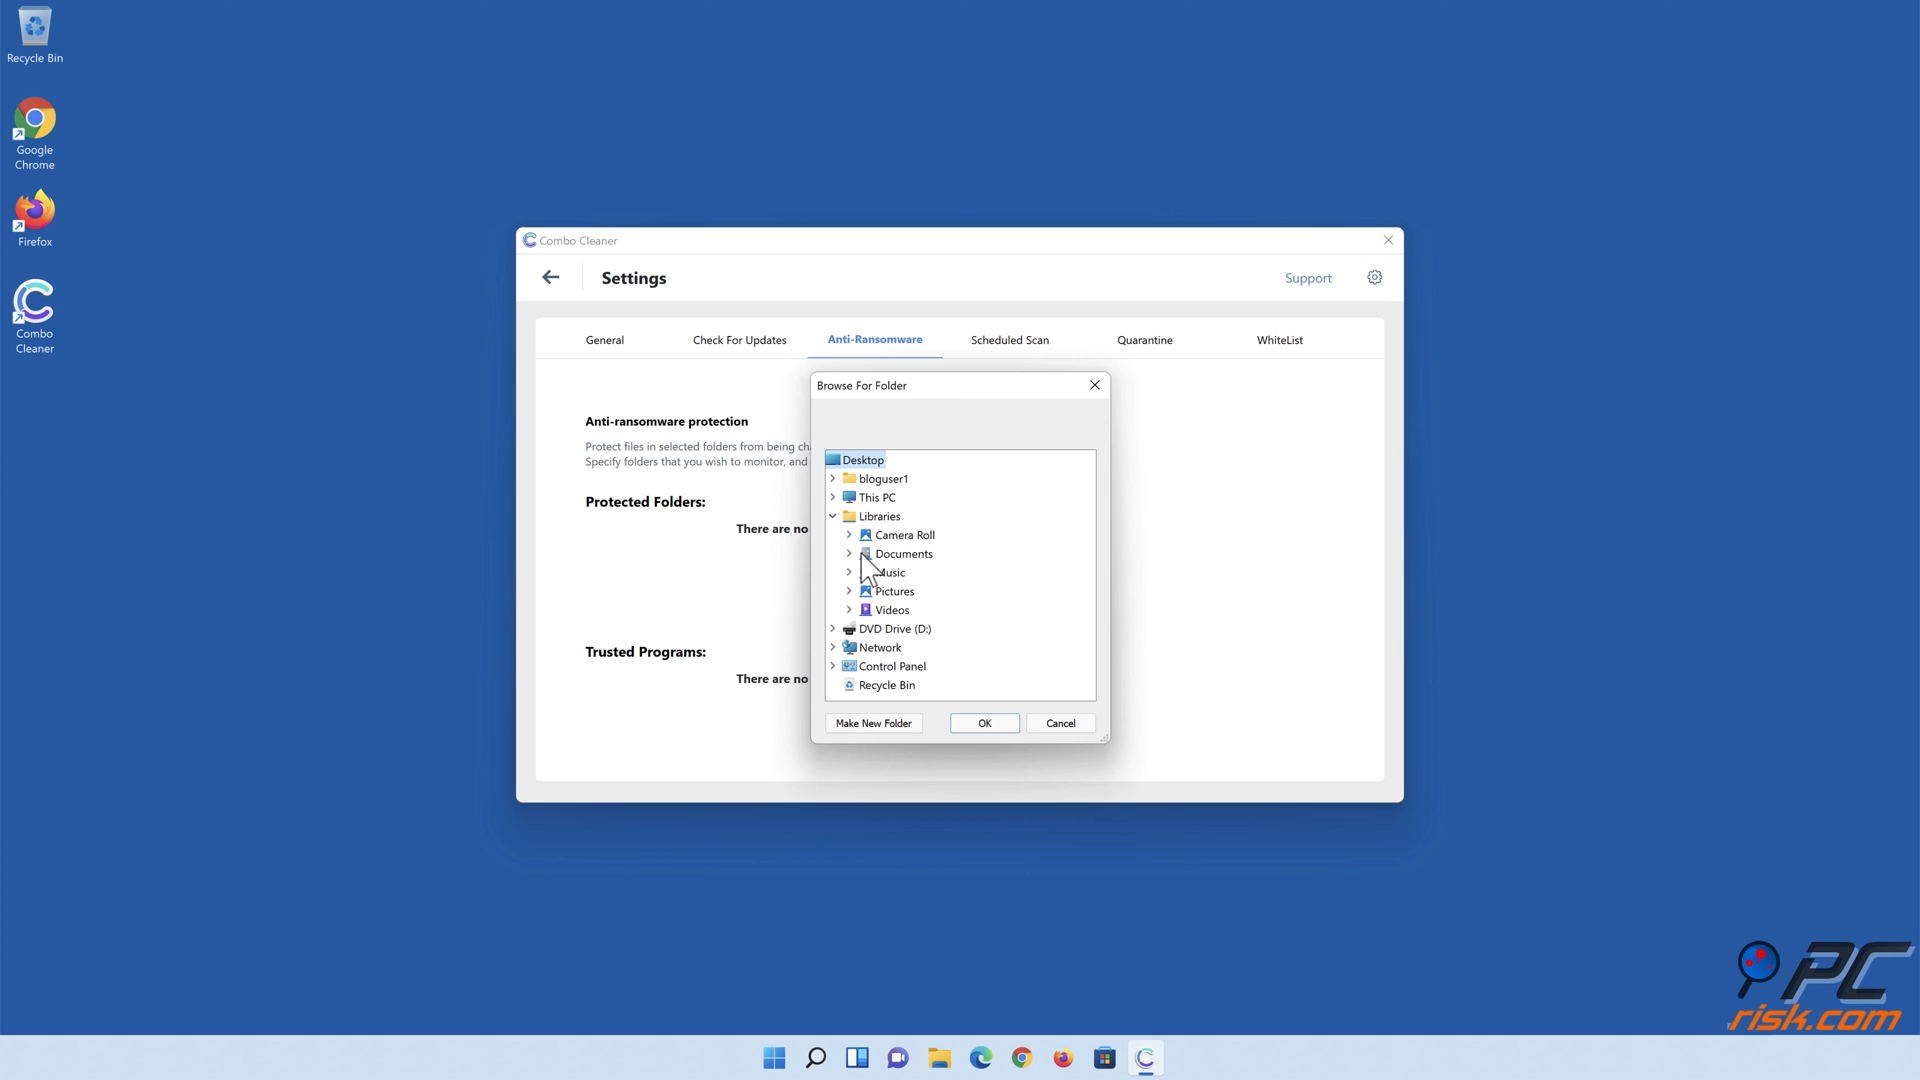 Recycle Bin
Google
Chrome
Firefox
Combo
Cleaner
Combo Cleaner
Settings
Support
General
Check For Updates
Anti-Ransomware
Scheduled Scan
Quarantine
WhiteList
Browse For Folder
Anti-ransomware protection
Protect files in selected folders from being
Specify folders that you wish to monitor, and
Protected Folders:
There are no
Trusted Programs:
There are no
Desktop
bloguser1
This PC
Libraries
Camera Roll
Documents
Pictures
Videos
DVD Drive (D:)
Network
Control Panel
Recycle Bin
Make New Folder
OK
Cancel
PC
risk.com